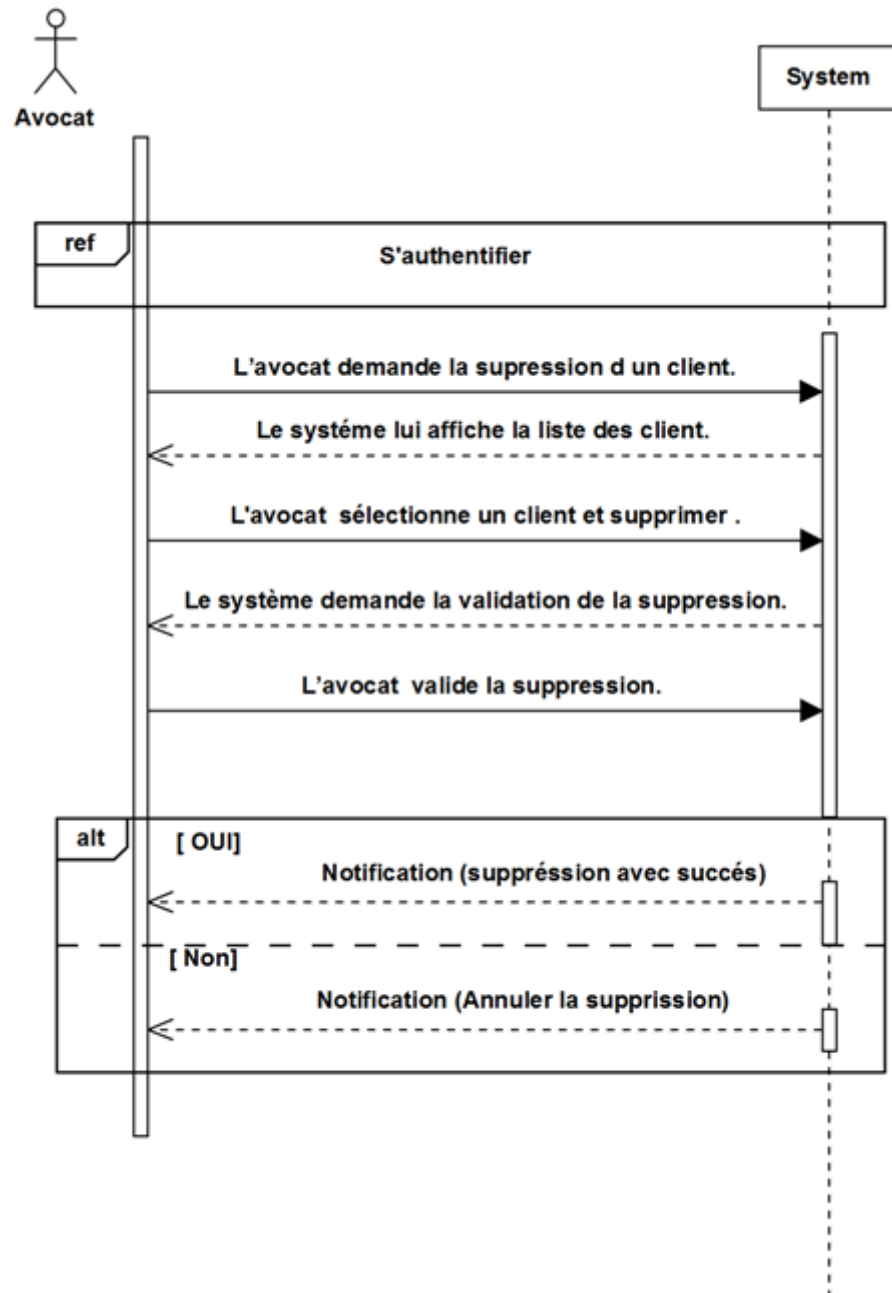 System
Avocat
ref
S'authentifier
L'avocat demande la supression d un client.
Le systéme lui affiche la liste des client.
L'avocat  sélectionne un client et supprimer .
Le système demande la validation de la suppression.
L'avocat  valide la suppression.
alt
[ OUI]
Notification (suppréssion avec succés)
[ Non]
Notification (Annuler la supprission)